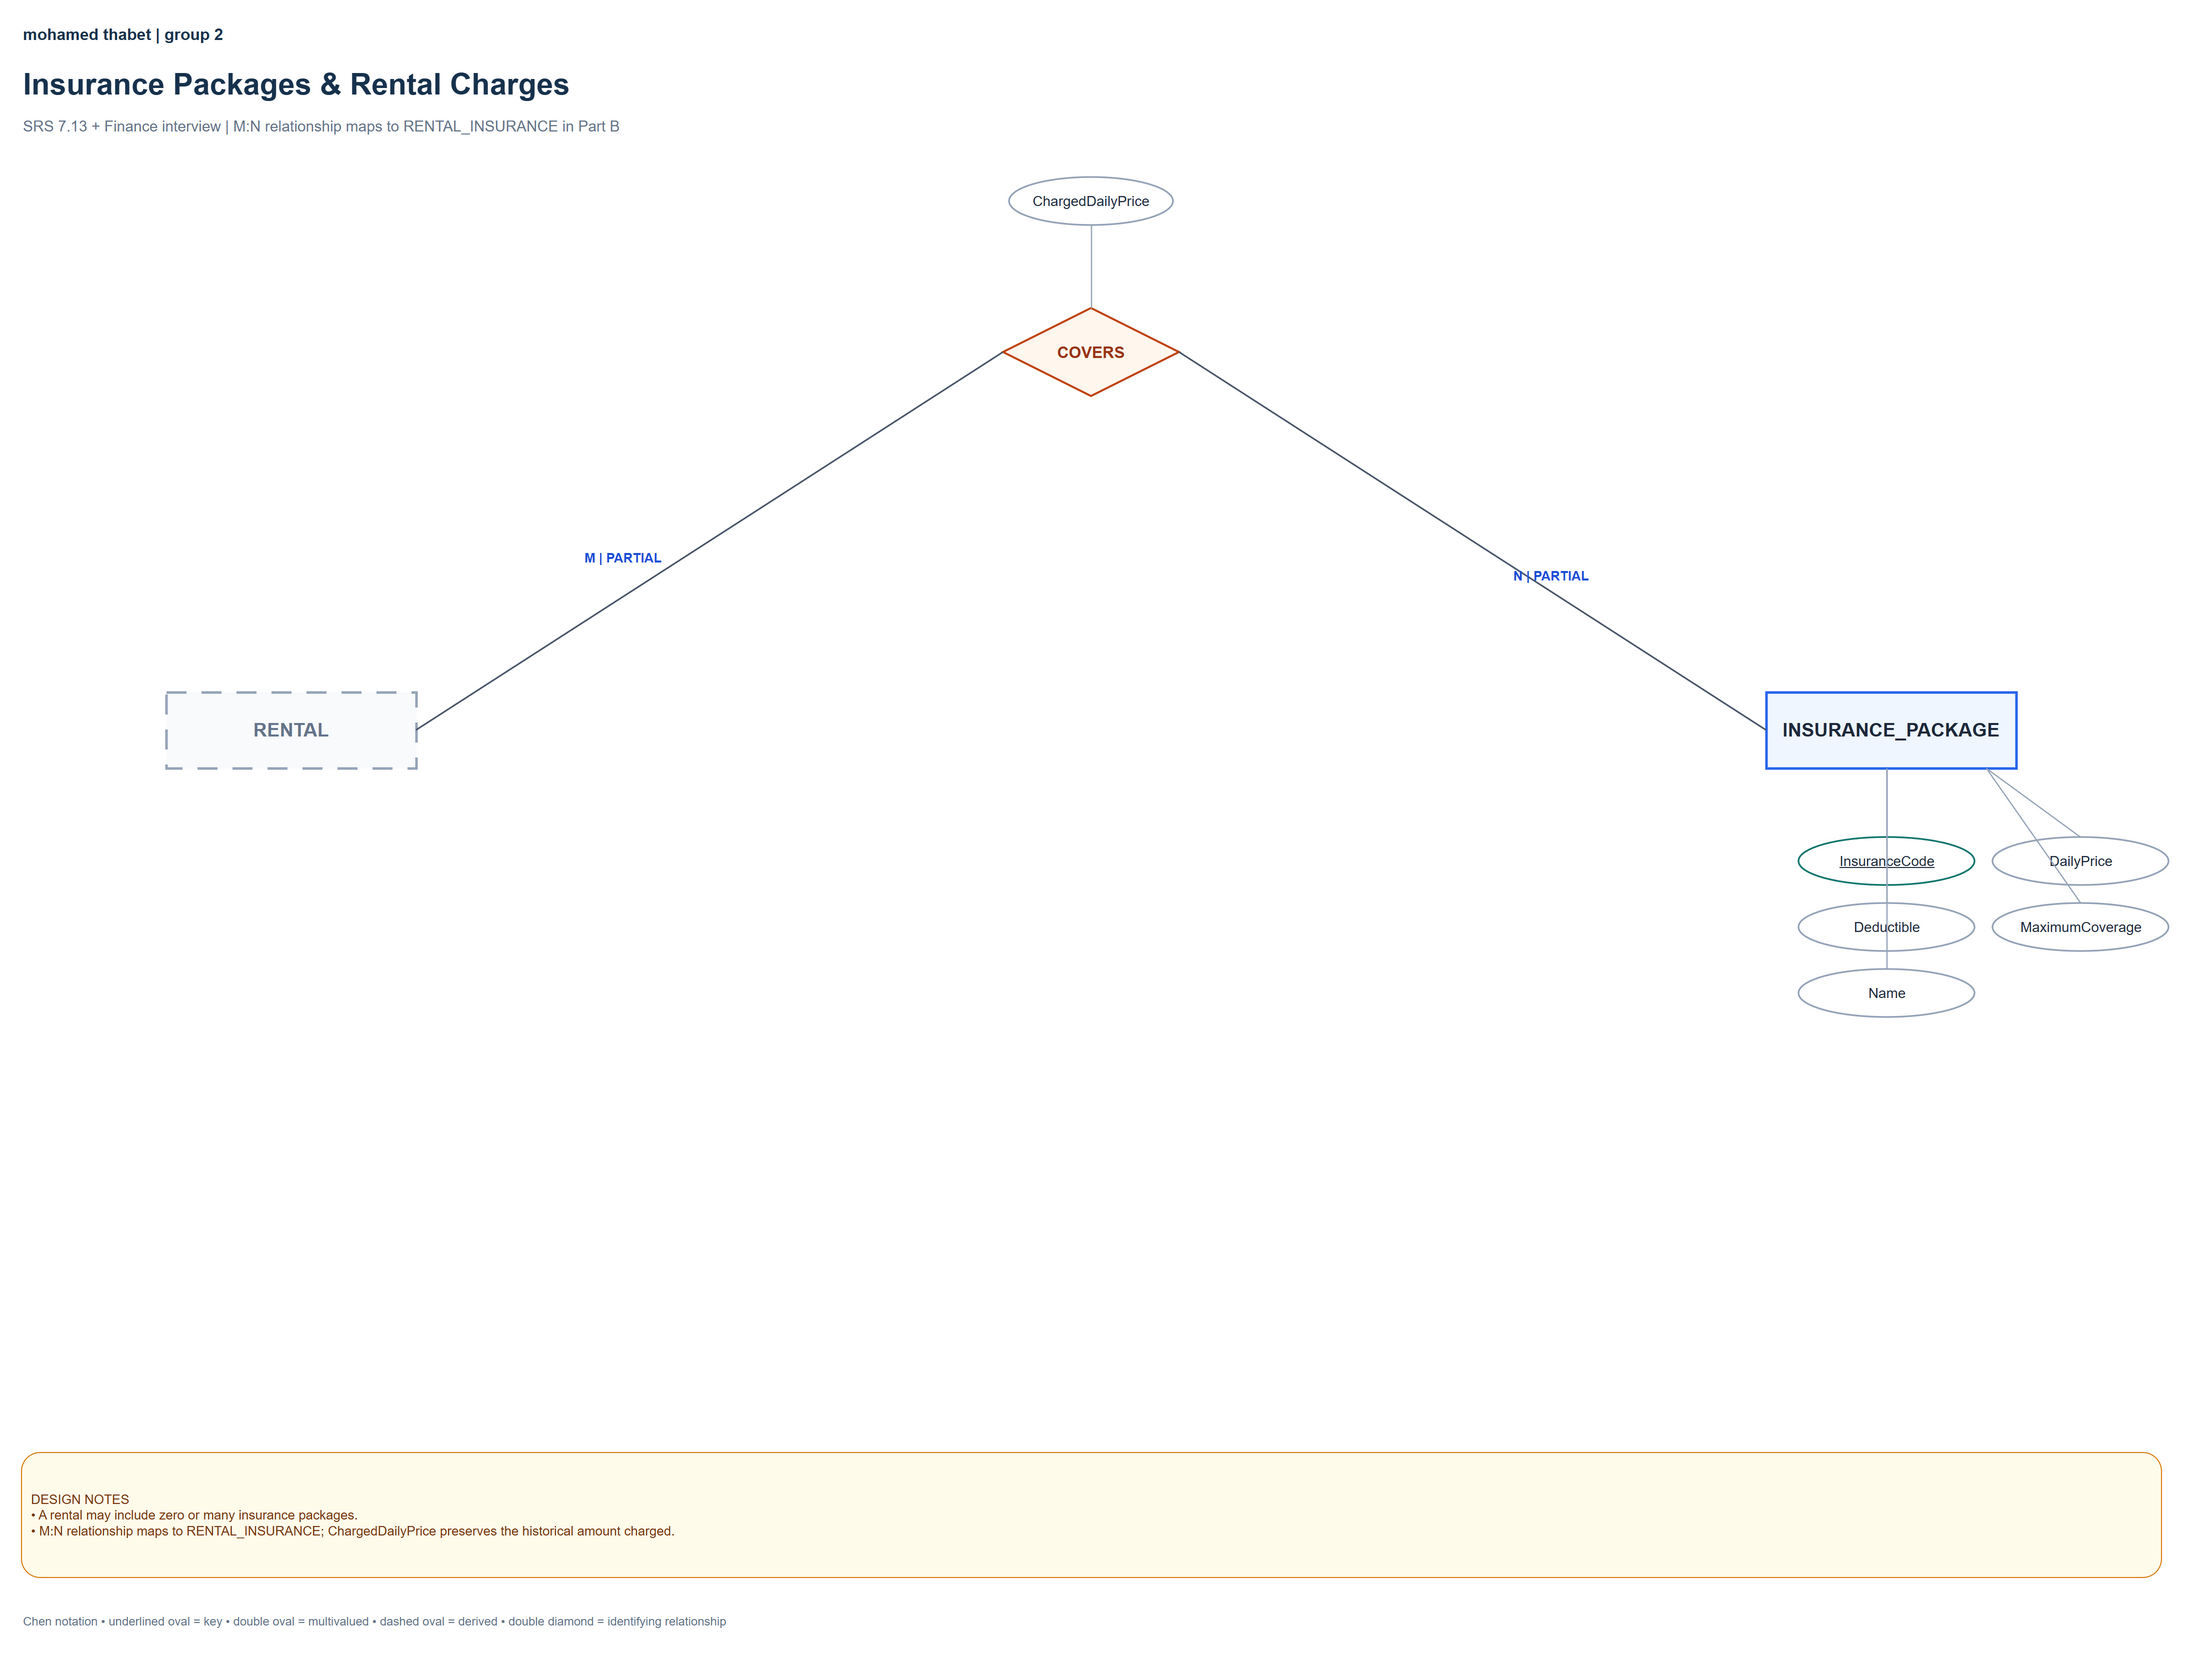 mohamed thabet | group 2
Insurance Packages & Rental Charges
SRS 7.13 + Finance interview | M:N relationship maps to RENTAL_INSURANCE in Part B
ChargedDailyPrice
COVERS
M | PARTIAL
N | PARTIAL
RENTAL
INSURANCE_PACKAGE
InsuranceCode
DailyPrice
Deductible
MaximumCoverage
Name
DESIGN NOTES
• A rental may include zero or many insurance packages.
• M:N relationship maps to RENTAL_INSURANCE; ChargedDailyPrice preserves the historical amount charged.
Chen notation • underlined oval = key • double oval = multivalued • dashed oval = derived • double diamond = identifying relationship